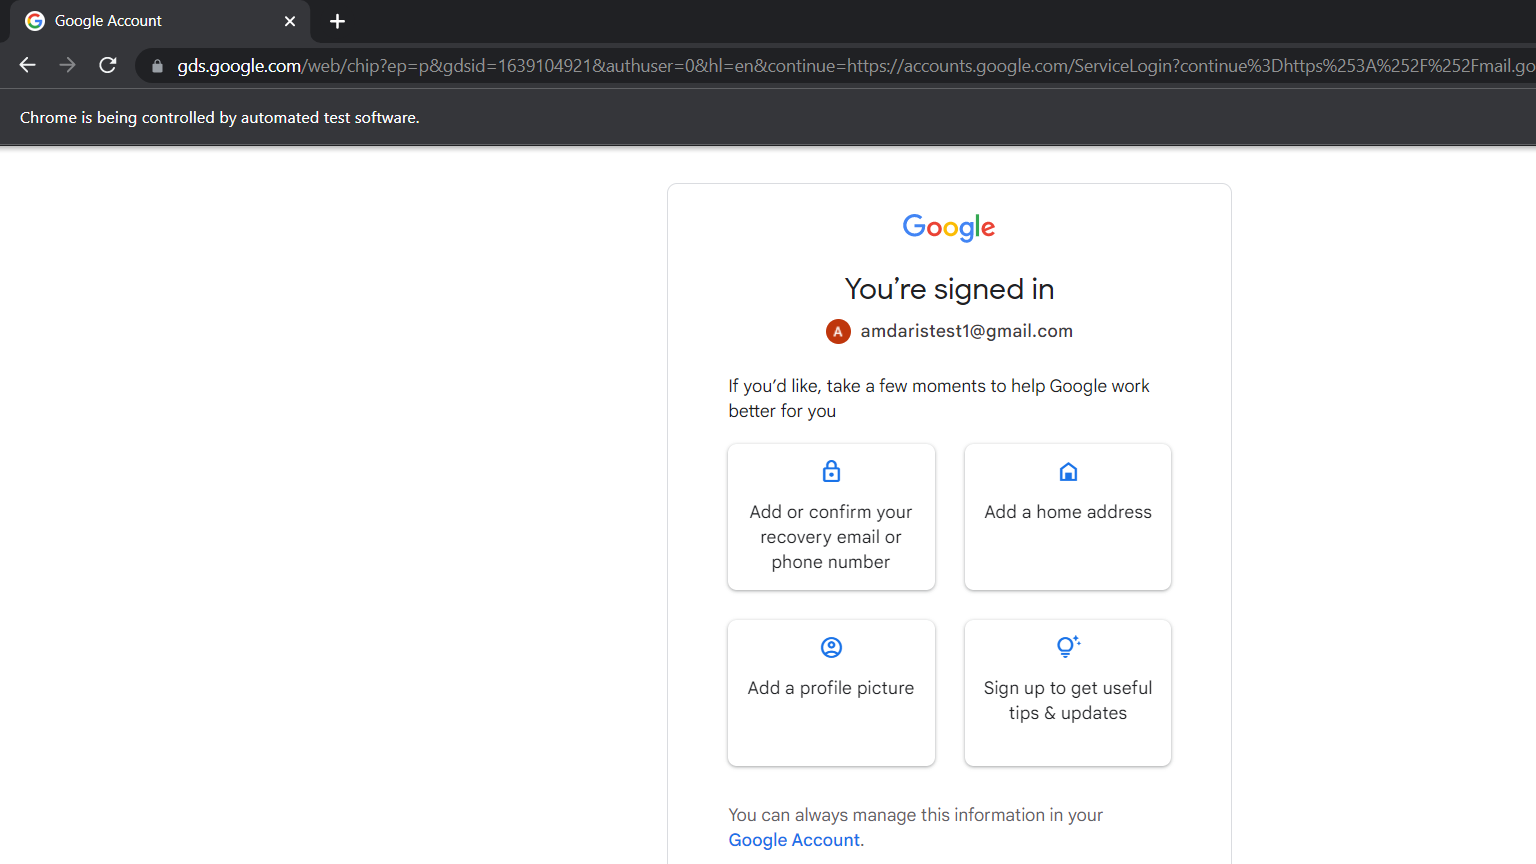 Google Account
gds.google.com/web/chip?ep=p&gdsid=1639104921&authuser=0&hl=en&continue=https://accounts.google.com/ServiceLogin?continue%3Dhttps%253A%252F%252Fmail.go
Chrome is being controlled by automated test software.
Google
You’re signed in
A amdaristest1@gmail.com
If you’d like, take a few moments to help Google work
better for you
Add or confirm your
recovery email or
phone number
Add a home address
Add a profile picture
Sign up to get useful
tips & updates
You can always manage this information in your
Google Account.